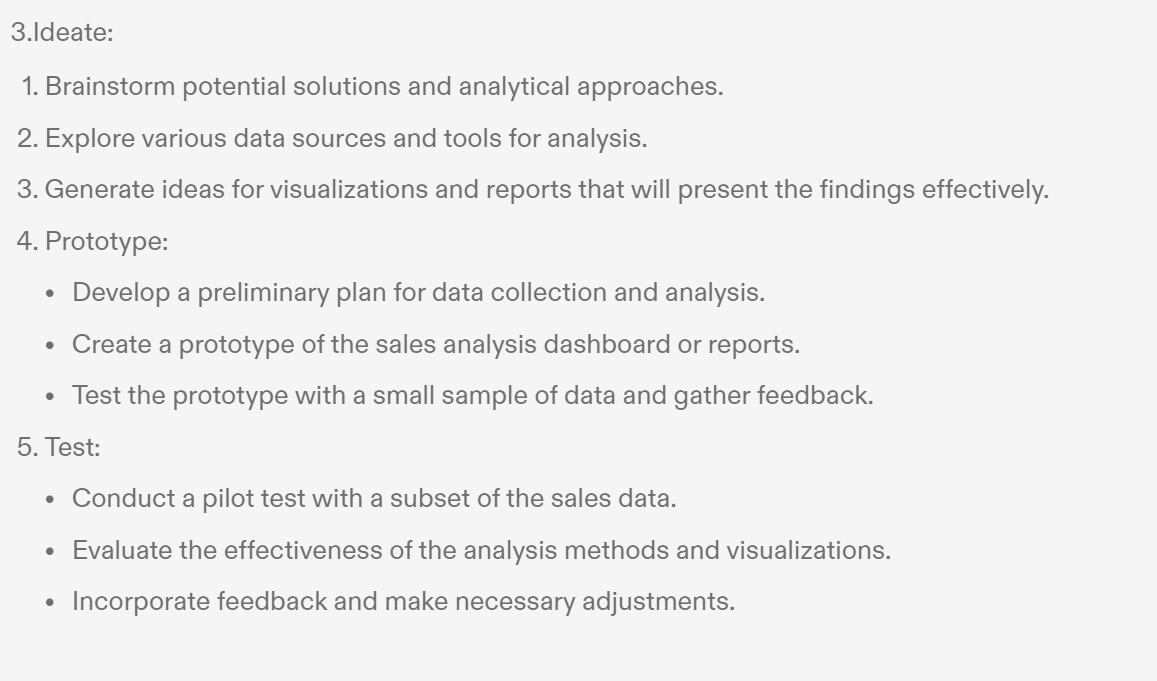 3.Ideate:
1. Brainstorm potential solutions and analytical approaches.
2. Explore various data sources and tools for analysis.
3. Generate ideas for visualizations and reports that will present the findings effectively.
4. Prototype:
• Develop a preliminary plan for data collection and analysis.
• Create a prototype of the sales analysis dashboard or reports.
• Test the prototype with a small sample of data and gather feedback.
5. Test:
• Conduct a pilot test with a subset of the sales data.
• Evaluate the effectiveness of the analysis methods and visualizations.
• Incorporate feedback and make necessary adjustments.